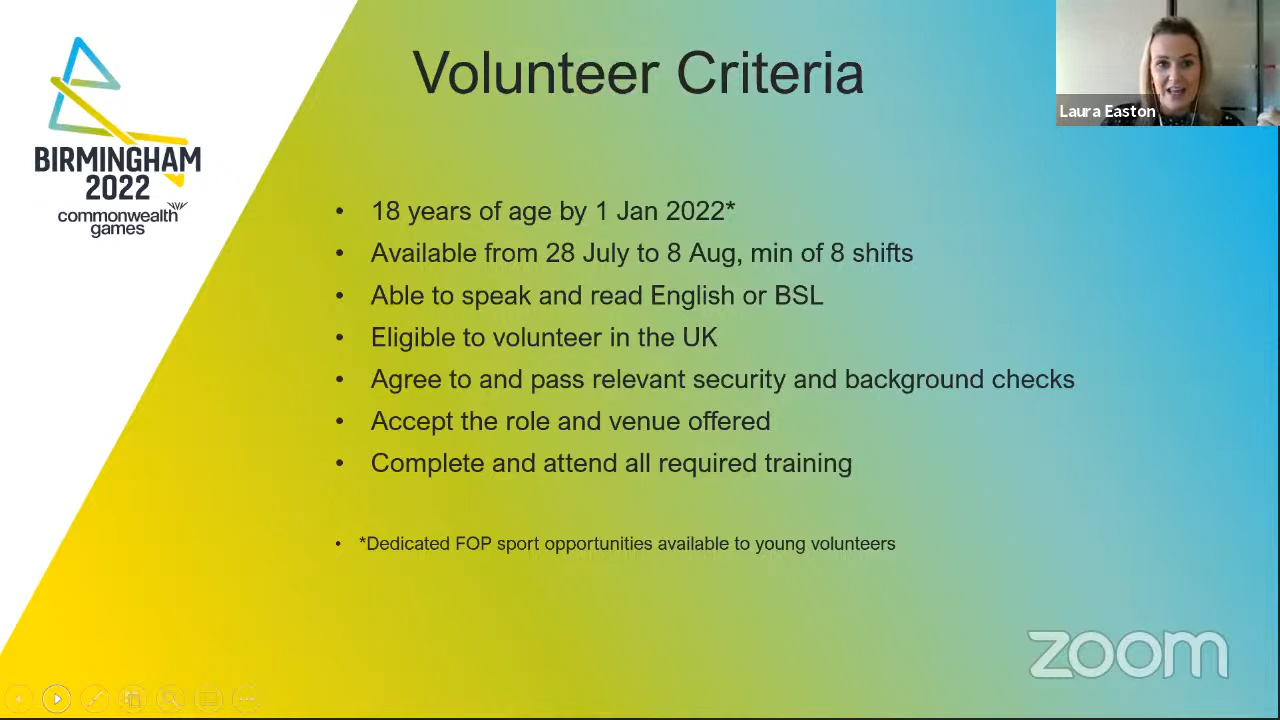 Volunteer Criteria
Laura Easton
BIRMINGHAM
2022
commonwealth
games
• 18 years of age by 1 Jan 2022*
• Available from 28 July to 8 Aug, min of 8 shifts
• Able to speak and read English or BSL
• Eligible to volunteer in the UK
• Agree to and pass relevant security and background checks
• Accept the role and venue offered
• Complete and attend all required training
• *Dedicated FOP sport opportunities available to young volunteers
zoom